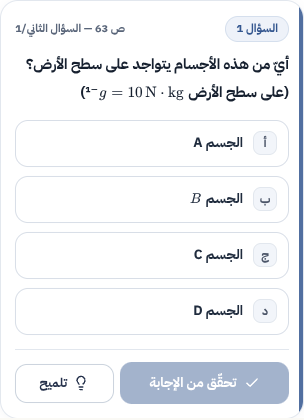 السؤال 1
ص 63 — السؤال الثاني/1
أيّ من هذه الأجسام يتواجد على سطح الأرض؟
(على سطح الأرض g = 10 N · kg⁻¹)
أ
الجسم A
ب
الجسم B
ج
الجسم C
د
الجسم D
تحقّق من الإجابة
تلميح